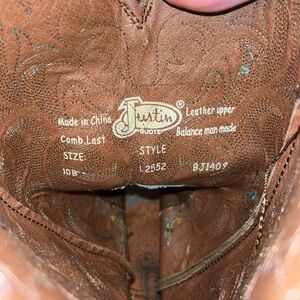 Justin ®
BOOTS
Made in China
Leather upper
Comb.Last
Balance man made
SIZE
STYLE
10B
L2552
BJ1409